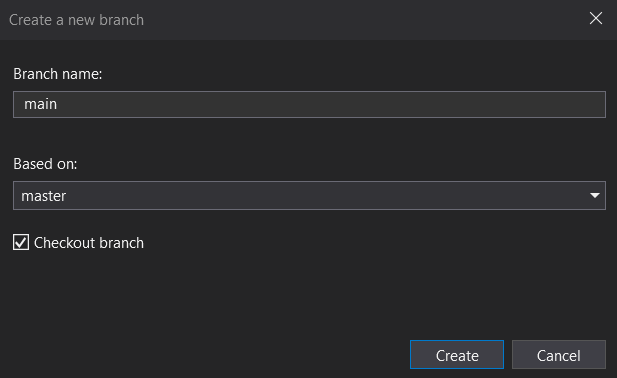 Create a new branch
Branch name:
main
Based on:
master
Checkout branch
Create
Cancel